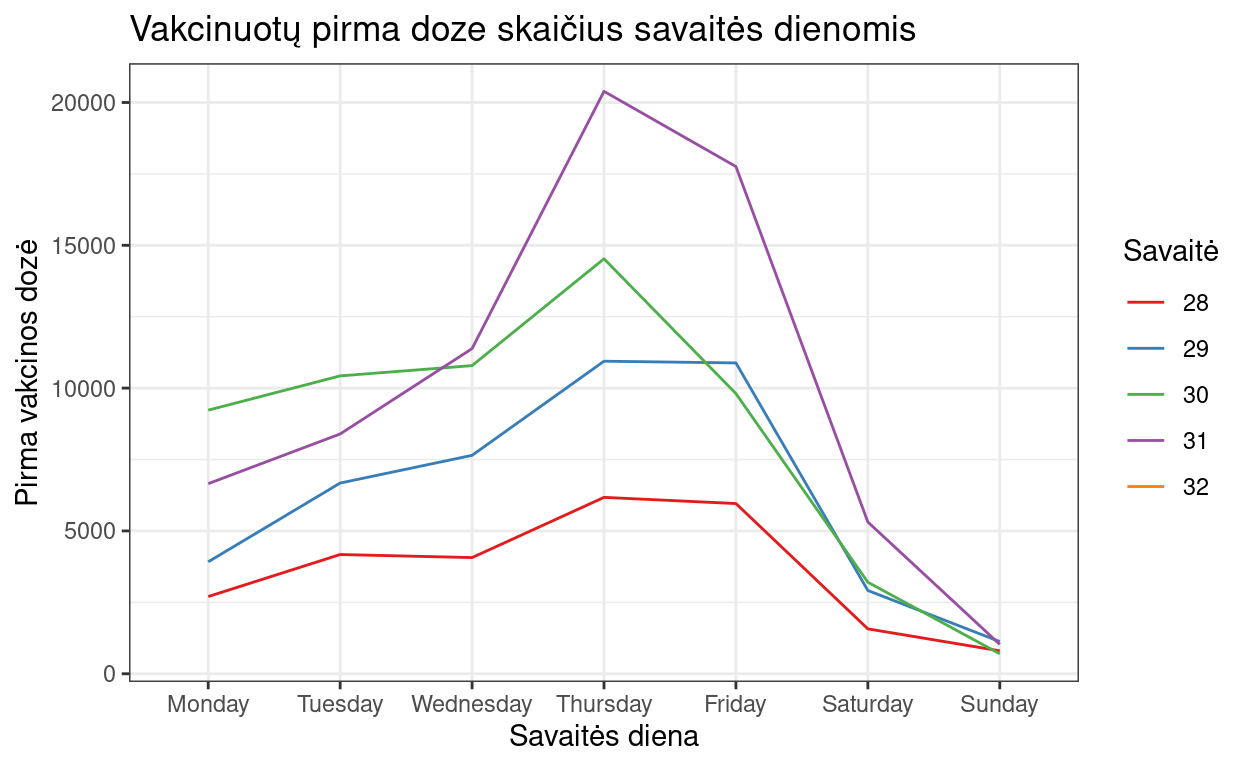 Vakcinuotų pirma doze skaičius savaitės dienomis
Pirma vakcinos dozė
20000
15000
10000
5000
0
Monday Tuesday Wednesday Thursday Friday Saturday Sunday
Savaitės diena
Savaitė
28
29
30
31
32